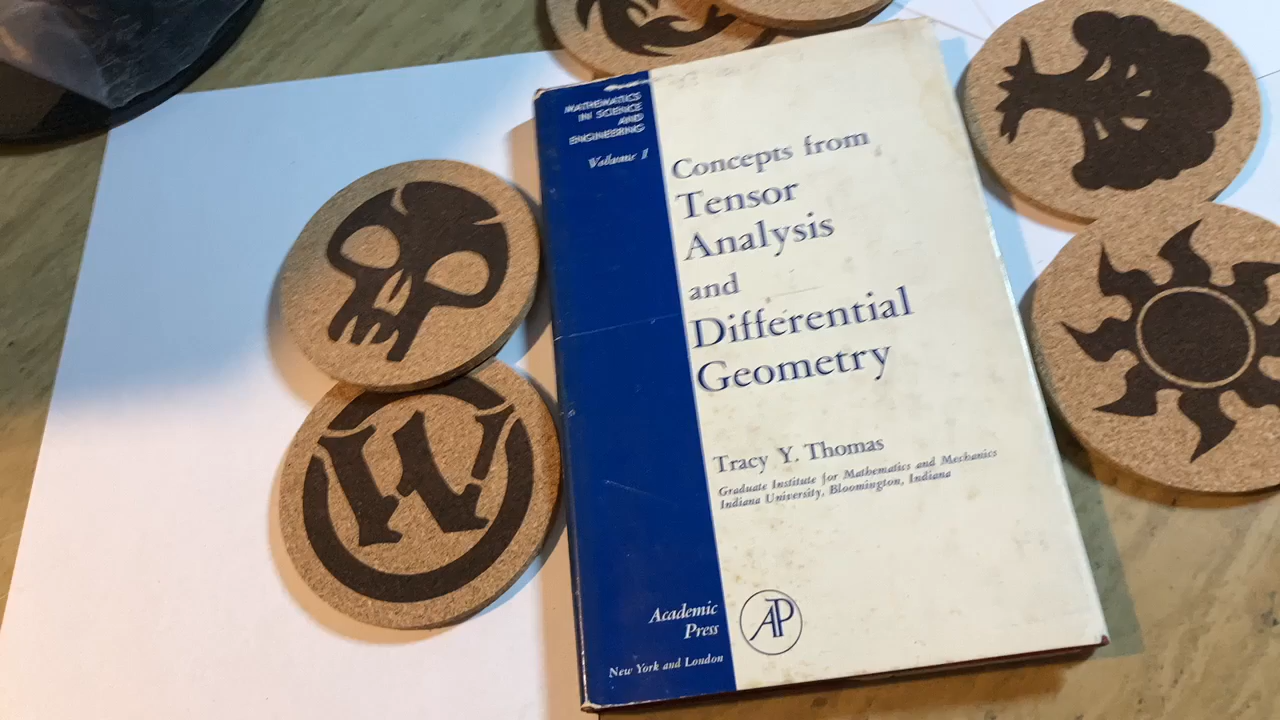 MATHEMATICS
IN SCIENCE
AND
ENGINEERING
Volume 1
Concepts from
Tensor
Analysis
and
Differential
Geometry
Tracy Y. Thomas
Graduate Institute for Mathematics and Mechanics
Indiana University, Bloomington, Indiana
Academic
Press
AP
New York and London
W